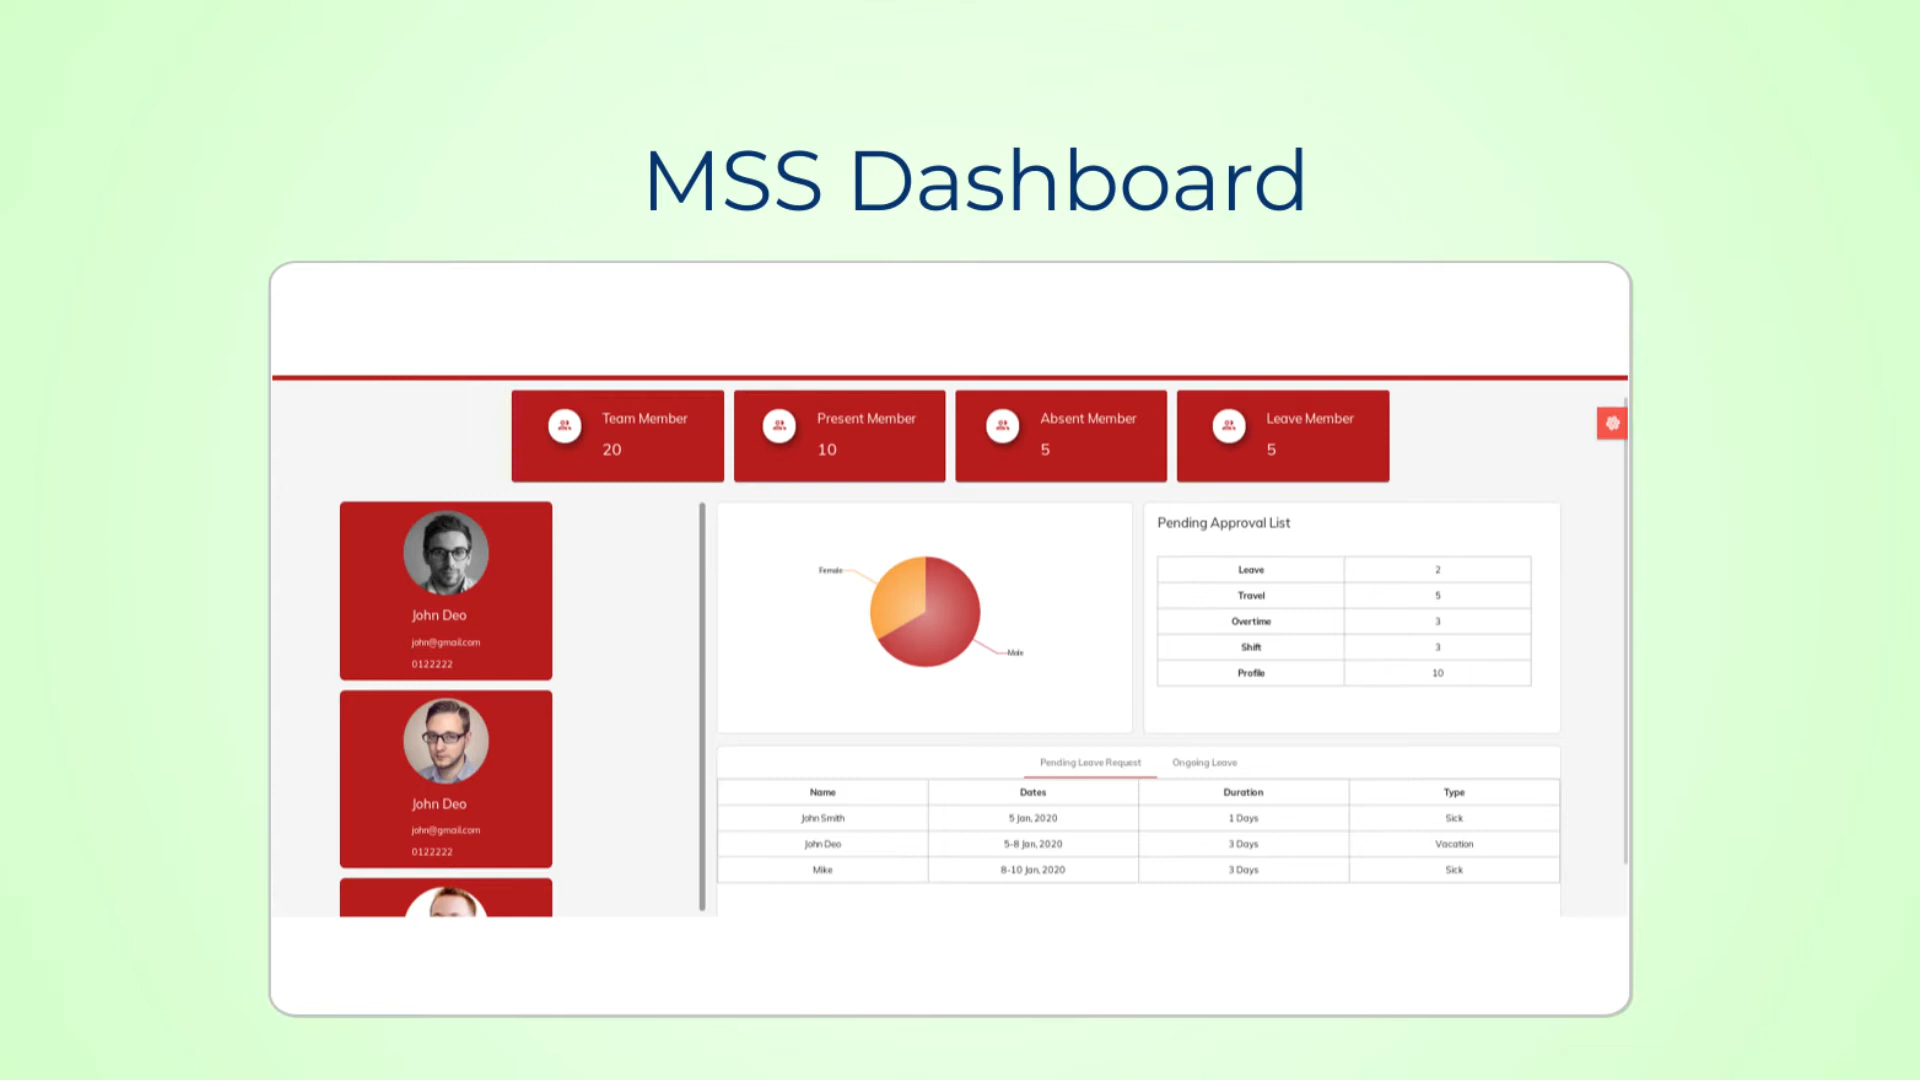 MSS Dashboard
Team Member
20
Present Member
10
Absent Member
5
Leave Member
5
John Deo
john@gmail.com
0122222
John Deo
john@gmail.com
0122222
Female
Male
Pending Approval List
Leave 2
Travel 5
Overtime 3
Shift 3
Profile 10
Pending Leave Request Ongoing Leave
Name Dates Duration Type
John Smith 5 Jan, 2020 1 Days Sick
John Deo 5-8 Jan, 2020 3 Days Vacation
Mike 8-10 Jan, 2020 3 Days Sick